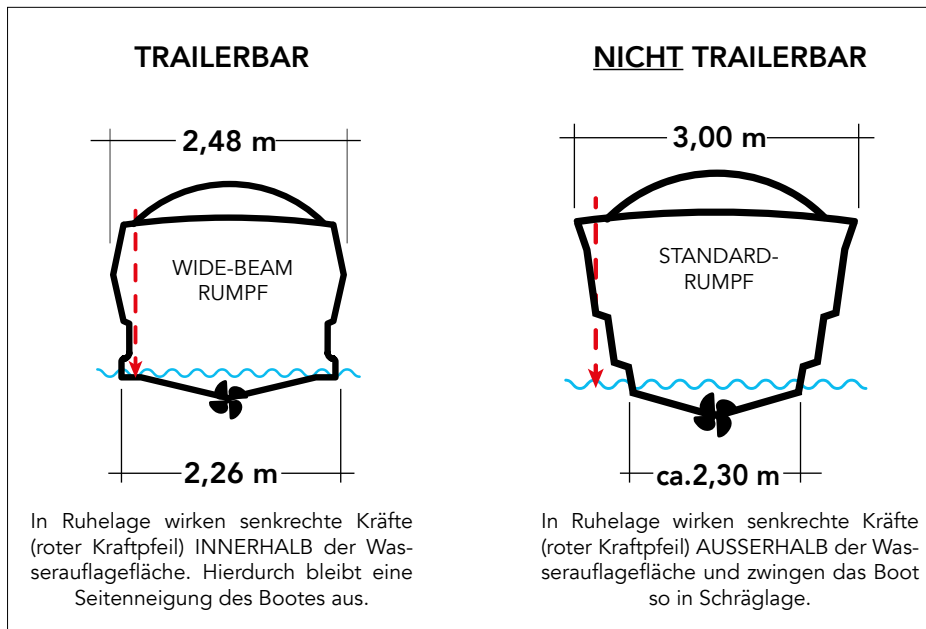 TRAILERBAR
2,48 m
WIDE-BEAM
RUMPF
2,26 m
In Ruhelage wirken senkrechte Kräfte
(roter Kraftpfeil) INNERHALB der Was-
serauflagefläche. Hierdurch bleibt eine
Seitenneigung des Bootes aus.
NICHT TRAILERBAR
3,00 m
STANDARD-
RUMPF
ca.2,30 m
In Ruhelage wirken senkrechte Kräfte
(roter Kraftpfeil) AUSSERHALB der Was-
serauflagefläche und zwingen das Boot
so in Schräglage.